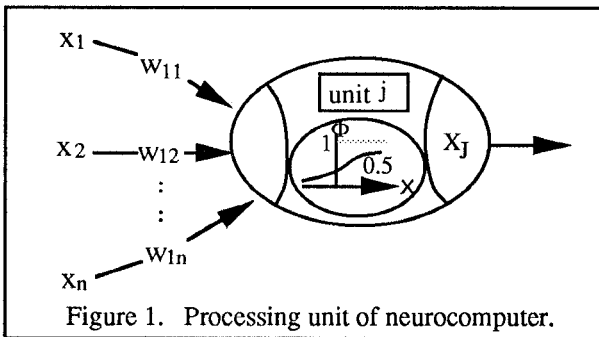 X1
W11
unit j
Φ
1
0.5
X
X2
W12
XJ
:
:
W1n
Xn
Figure 1. Processing unit of neurocomputer.